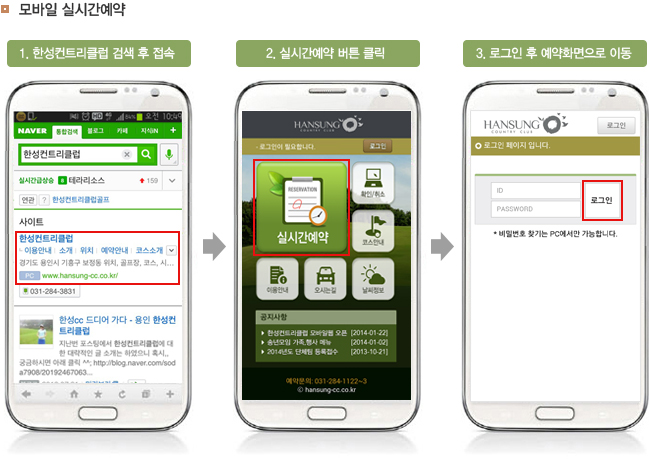 모바일 실시간예약
1. 한성컨트리클럽 검색 후 접속
2. 실시간예약 버튼 클릭
3. 로그인 후 예약화면으로 이동
오전 10:49
NAVER 통합검색 블로그 카페 지식iN +
한성컨트리클럽
실시간급상승 8 테라리소스 159
연관 ? 한성컨트리클럽골프
사이트
한성컨트리클럽
이용안내 소개 위치 예약안내 코스소개
경기도 용인시 기흥구 보정동 위치, 골프장, 코스, 시...
PC www.hansung-cc.co.kr/
031-284-3831
한성cc 드디어 가다 - 용인 한성컨
트리클럽
지난번 포스팅에서 한성컨트리클럽에 대
한 대략적인 글 소개는 하였으니 혹시,,
궁금하시면 아래 클릭 ^^; http://blog.naver.com/sod
a7908/20192467063...
HANSUNG
COUNTRY CLUB
- 로그인이 필요합니다. 로그인
RESERVATION
실시간예약
확인/취소
코스안내
이용안내 오시는길 날씨정보
공지사항
한성컨트리클럽 모바일웹 오픈 [2014-01-22]
송년모임 가족,행사 메뉴 [2014-01-02]
2014년도 단체팀 등록접수 [2013-10-21]
예약문의: 031-284-1122~3
© hansung-cc.co.kr
HANSUNG
COUNTRY CLUB
로그인
로그인 페이지 입니다.
ID
PASSWORD
로그인
* 비밀번호 찾기는 PC에서만 가능합니다.